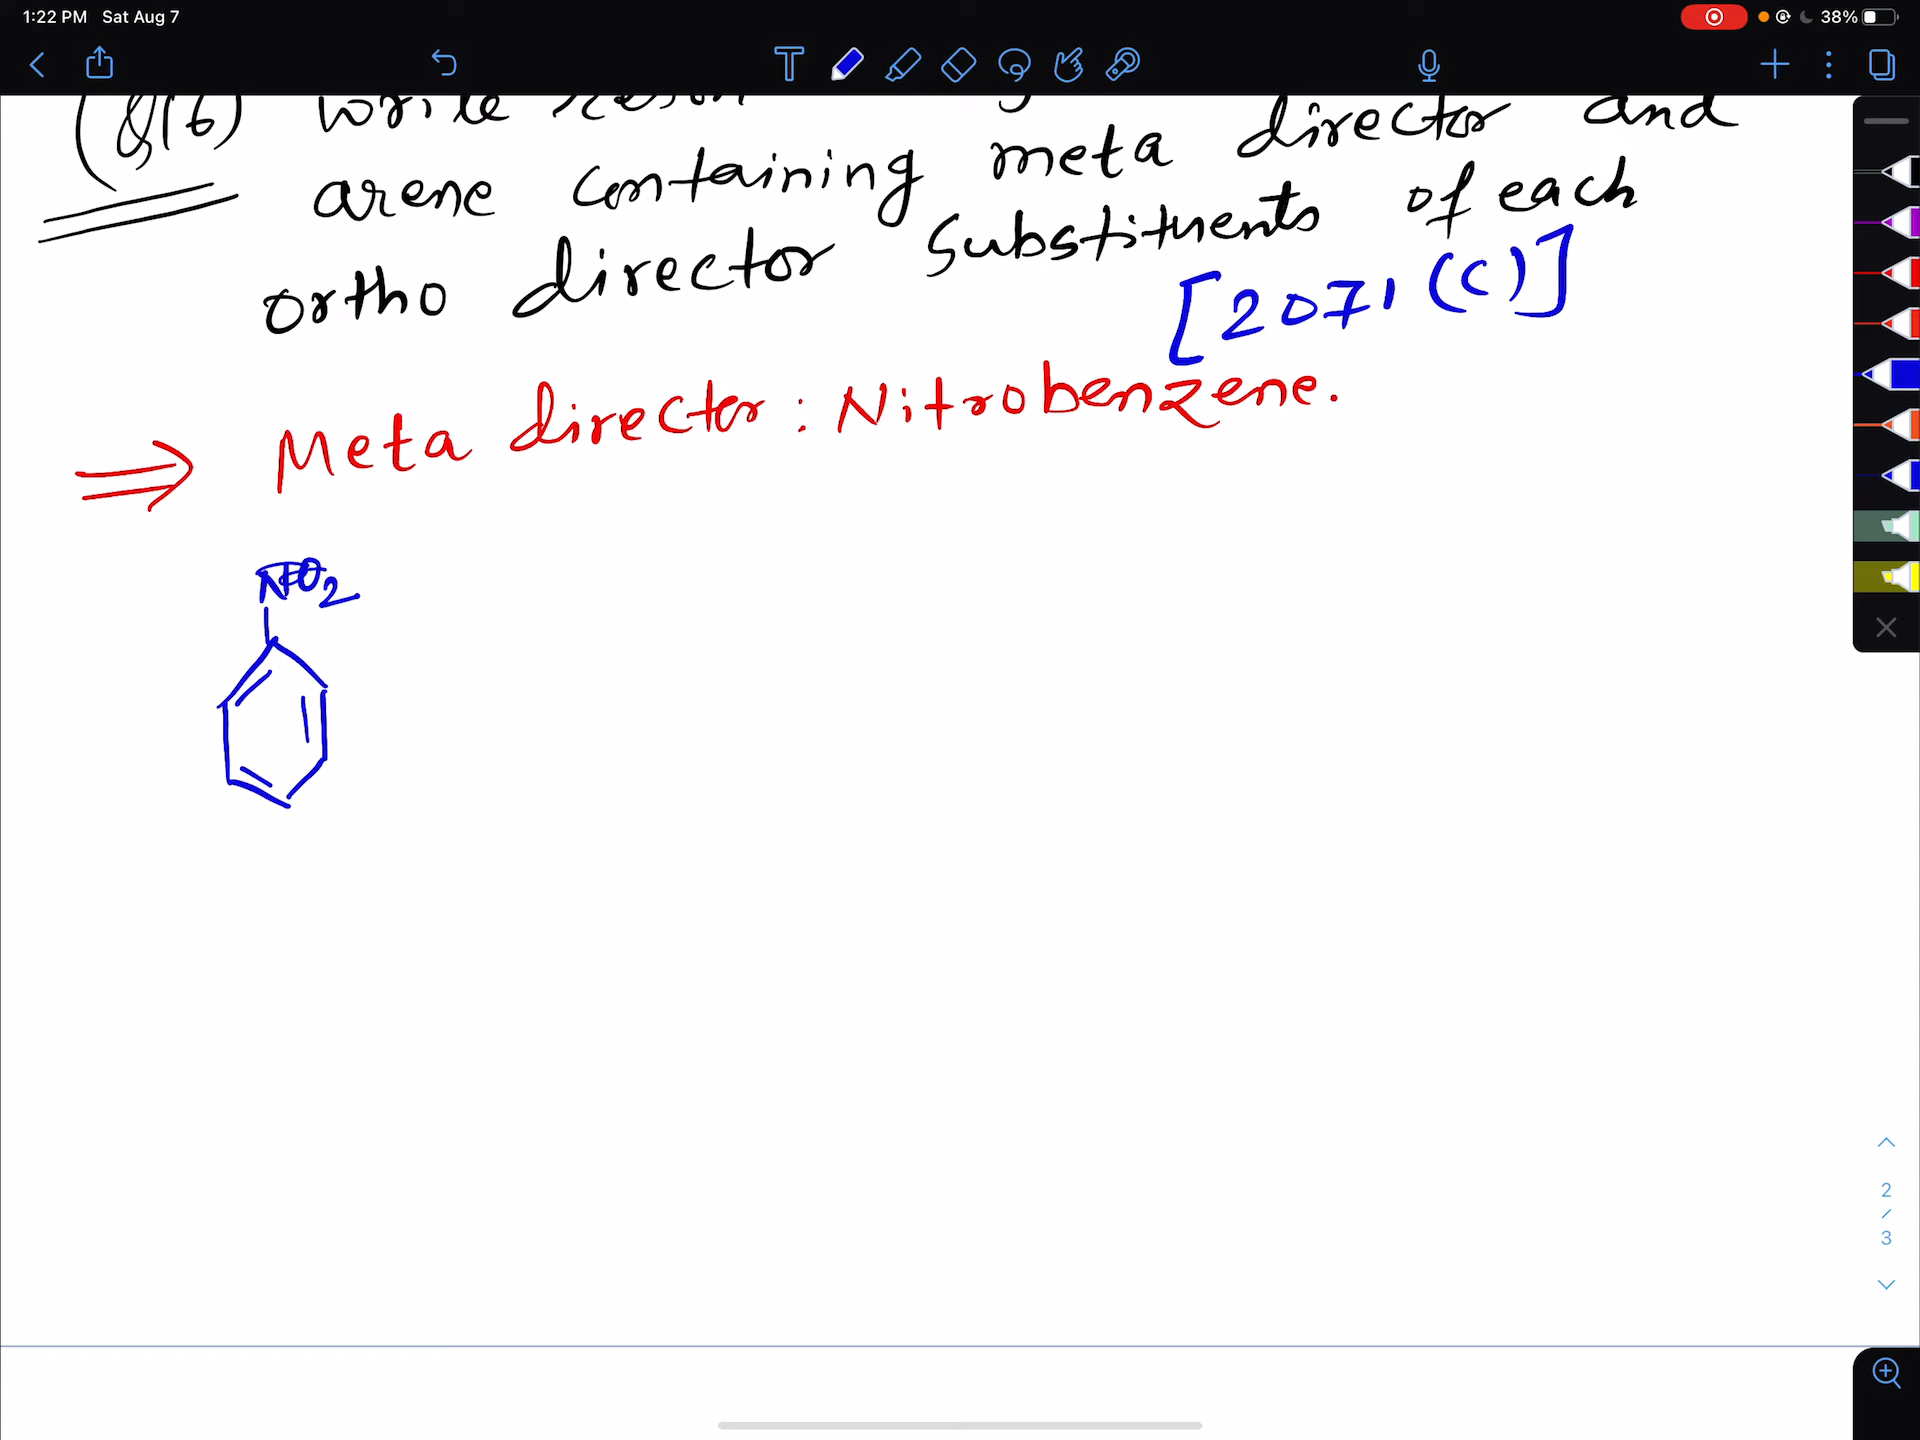 1:22 PM Sat Aug 7
38%
(Q16) write
arene containing meta director and
ortho director substituents of each
[2071 (C)]
⇒ Meta director : Nitrobenzene.
NO2
2
/
3